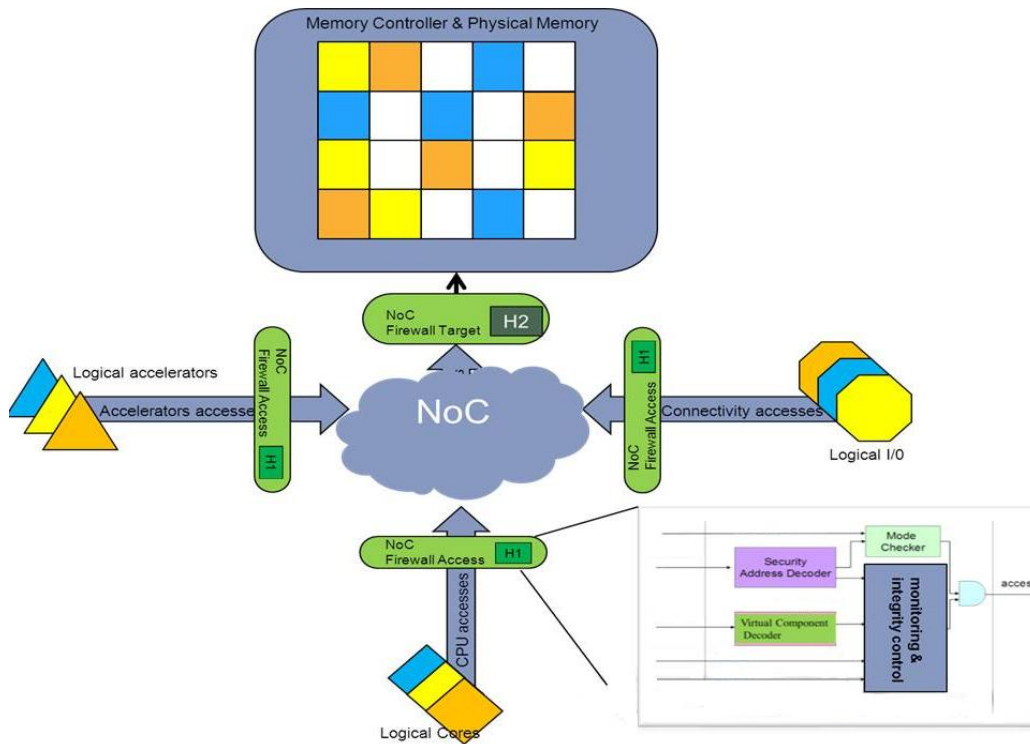 Memory Controller & Physical Memory
NoC
Firewall Target
H2
Logical accelerators
Accelerators accesse
NoC
Firewall Access
H1
NoC
NoC
Firewall Access
H1
Connectivity accesses
Logical I/0
NoC
Firewall Access
H1
CPU accesses
Logical Cores
Mode
Checker
Security
Address Decoder
Virtual Component
Decoder
monitoring &
integrity control
acces